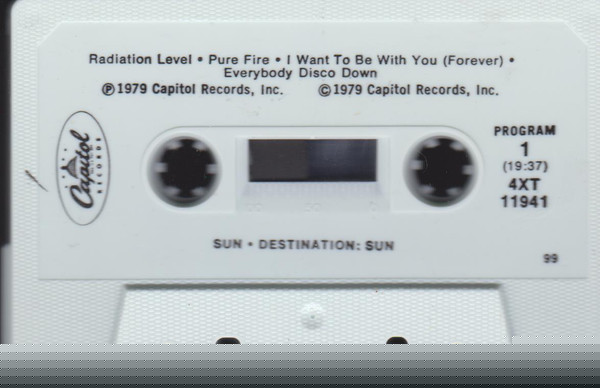 Radiation Level • Pure Fire • I Want To Be With You (Forever) •
Everybody Disco Down
Ⓟ1979 Capitol Records, Inc. ©1979 Capitol Records, Inc.
Capitol
RECORDS
PROGRAM
1
(19:37)
4XT
11941
SUN • DESTINATION: SUN
99